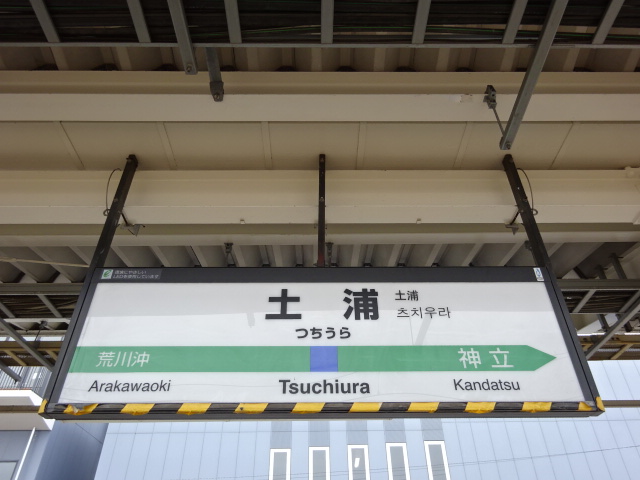 土浦
土浦
츠치우라
つちうら
荒川沖
神立
Arakawaoki
Tsuchiura
Kandatsu